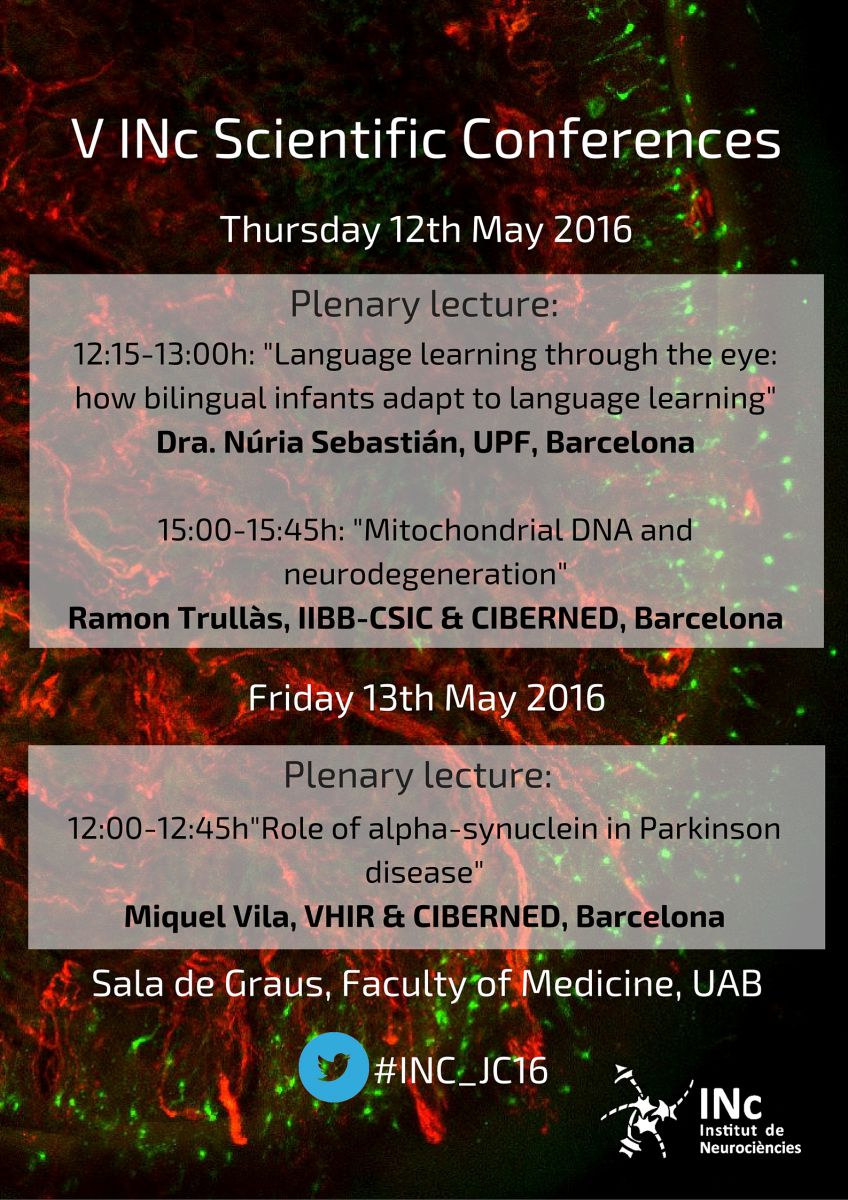 V INc Scientific Conferences
Thursday 12th May 2016
Plenary lecture:
12:15-13:00h: "Language learning through the eye:
how bilingual infants adapt to language learning"
Dra. Núria Sebastián, UPF, Barcelona
15:00-15:45h: "Mitochondrial DNA and
neurodegeneration"
Ramon Trullàs, IIBB-CSIC & CIBERNED, Barcelona
Friday 13th May 2016
Plenary lecture:
12:00-12:45h"Role of alpha-synuclein in Parkinson
disease"
Miquel Vila, VHIR & CIBERNED, Barcelona
Sala de Graus, Faculty of Medicine, UAB
#INC_JC16
INc
Institut de
Neurociències